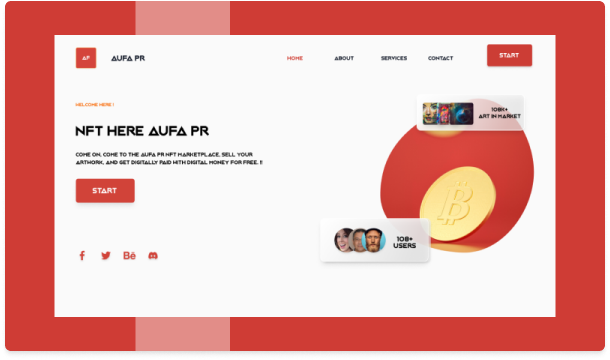 AF
AUFA PR
HOME
ABOUT
SERVICES
CONTACT
START
WELCOME HERE !
NFT HERE AUFA PR
COME ON, COME TO THE AUFA PR NFT MARKETPLACE, SELL YOUR
ARTWORK, AND GET DIGITALLY PAID WITH DIGITAL MONEY FOR FREE. !!
START
108K+
ART IN MARKET
10B+
USERS
Bē